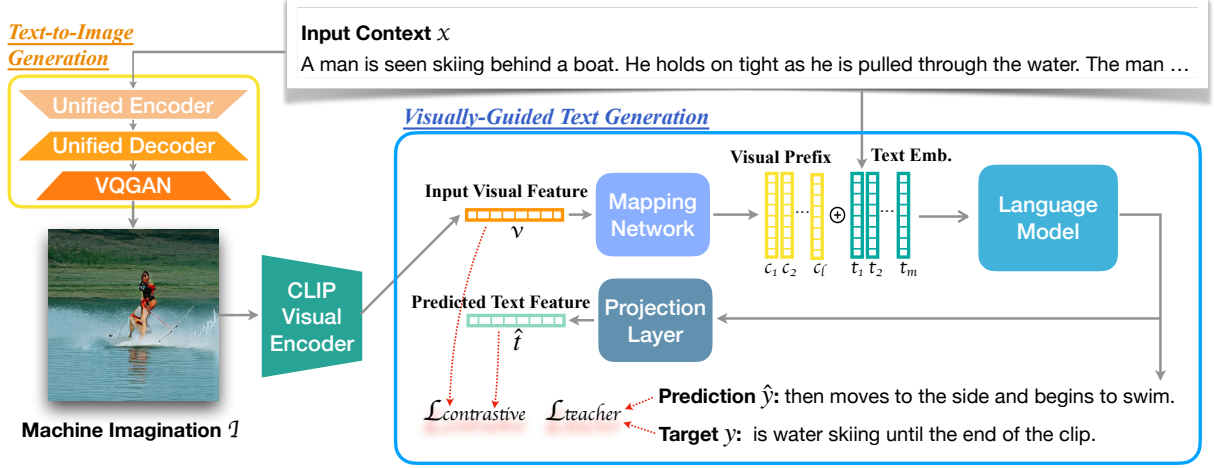 Text-to-Image
Generation
Unified Encoder
Unified Decoder
VQGAN
Machine Imagination ℐ
Input Context x
A man is seen skiing behind a boat. He holds on tight as he is pulled through the water. The man ...
Visually-Guided Text Generation
CLIP
Visual
Encoder
Input Visual Feature
v
Mapping
Network
Visual Prefix
...
c₁ c₂ cₗ
⊕
Text Emb.
...
t₁ t₂ tₘ
Language
Model
Predicted Text Feature
t̂
Projection
Layer
ℒcontrastive
ℒteacher
Prediction ŷ: then moves to the side and begins to swim.
Target y: is water skiing until the end of the clip.